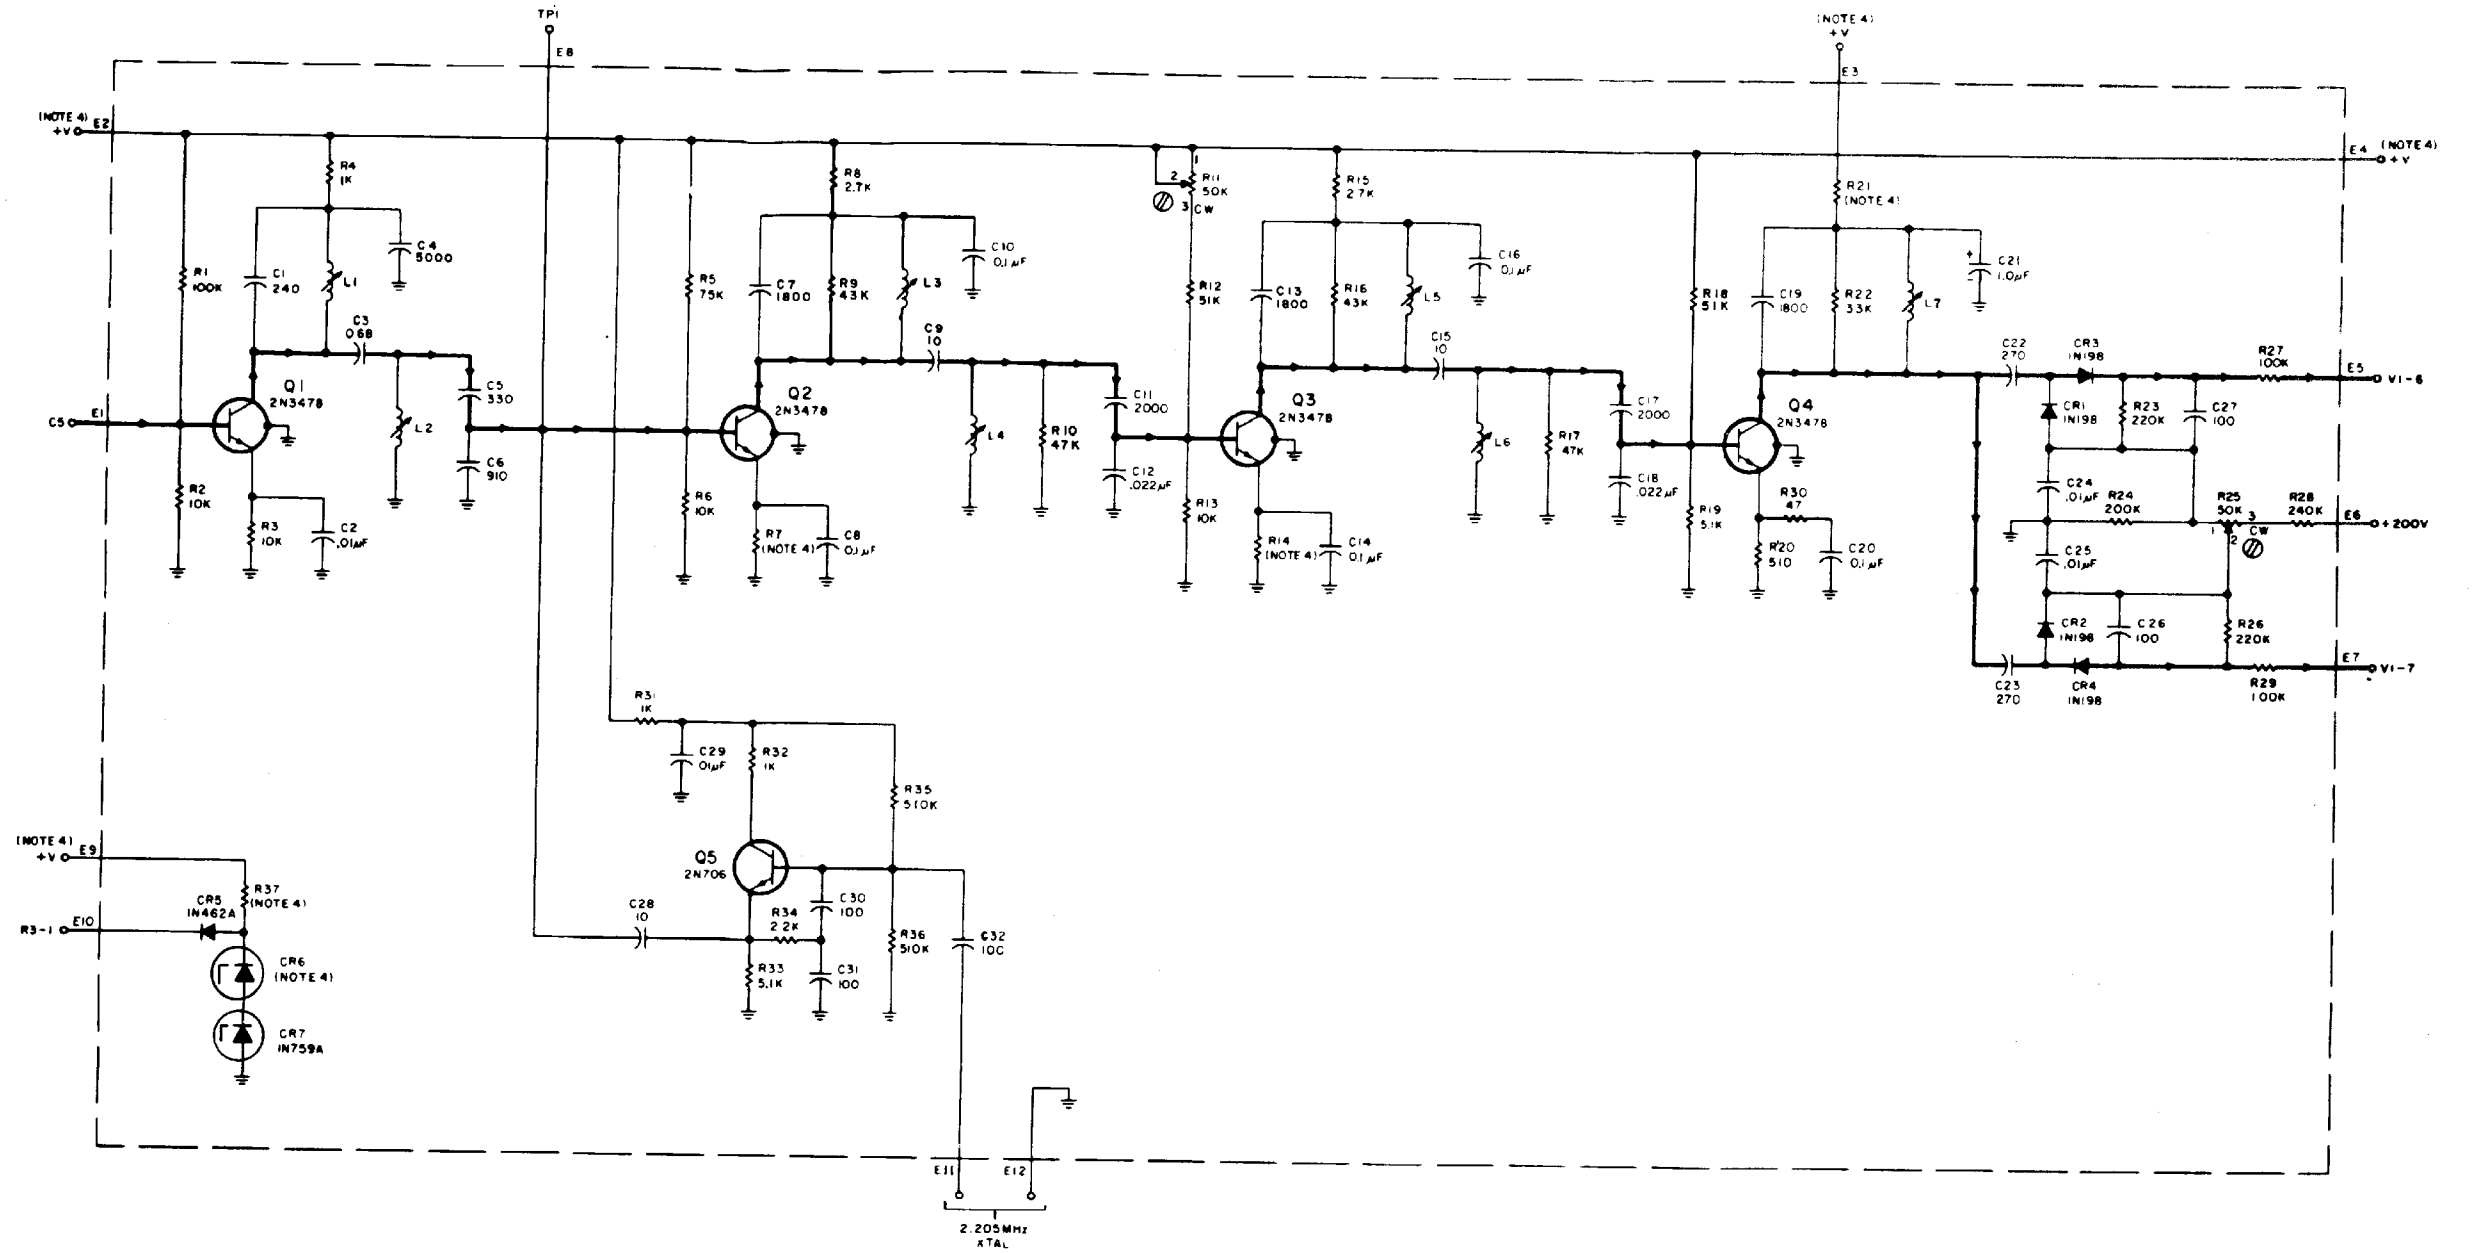 TP1
E8
(NOTE 4)
+V
E3
(NOTE 4)
+V
E2
E4
(NOTE 4)
+V
R4
1K
R8
2.7K
1
2
R11
50K
3
CW
R15
2.7K
R21
(NOTE 4)
C4
5000
R1
100K
C1
240
L1
R5
75K
C7
1800
R9
43K
L3
C10
0.1µF
R12
51K
C13
1800
R16
43K
L5
C16
0.1µF
R18
51K
C19
1800
R22
33K
L7
+
–
C21
1.0µF
C3
068
C9
10
C15
10
C22
270
CR3
1N198
R27
100K
E5
V1-6
C5
E1
Q1
2N3478
L2
C5
330
C6
910
Q2
2N3478
L4
R10
47K
C11
2000
C12
.022µF
Q3
2N3478
L6
R17
47K
C17
2000
C18
.022µF
Q4
2N3478
CR1
1N198
R23
220K
C27
100
R2
10K
R3
10K
C2
.01µF
R6
10K
R7
(NOTE 4)
C8
0.1µF
R13
10K
R14
(NOTE 4)
C14
0.1µF
R19
5.1K
R30
47
R20
510
C20
0.1µF
C24
.01µF
R24
200K
R25
50K
1
2
3
CW
R28
240K
E6
+200V
C25
.01µF
CR2
1N198
C26
100
R26
220K
E7
V1-7
C23
270
CR4
1N198
R29
100K
R31
1K
C29
01µF
R32
1K
R35
510K
Q5
2N706
C28
10
R34
2.2K
C30
100
R36
510K
C32
100
R33
5.1K
C31
100
(NOTE 4)
+V
E9
R37
(NOTE 4)
CR5
1N462A
R3-1
E10
CR6
(NOTE 4)
CR7
1N759A
E11
E12
2.205MHz
XTAL